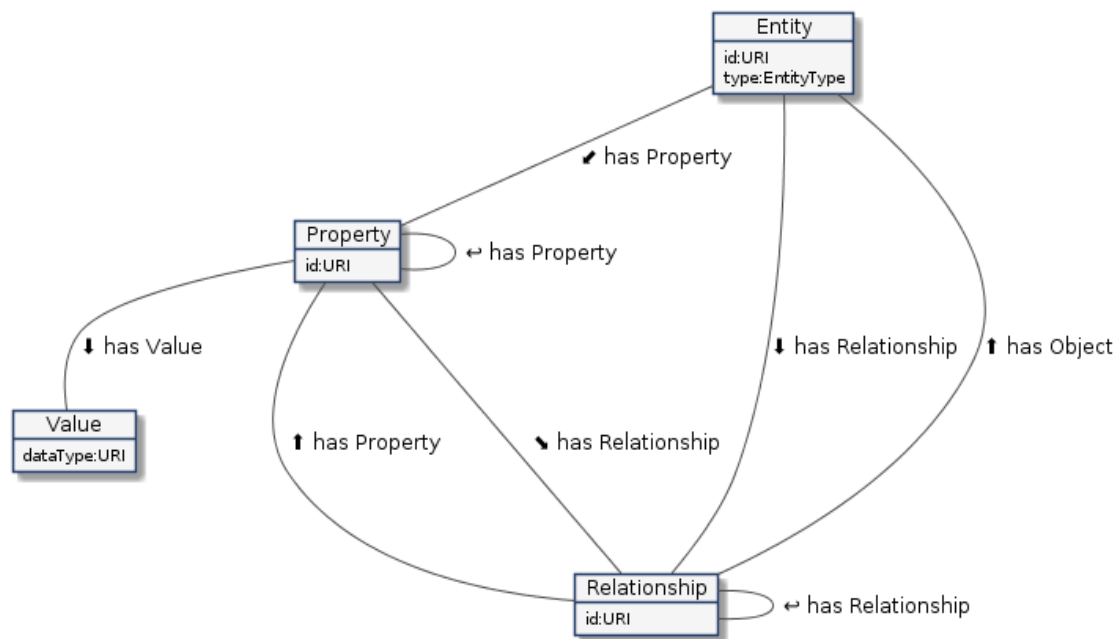 Entity
id:URI
type:EntityType
⬋ has Property
Property
id:URI
↩ has Property
⬇ has Value
⬇ has Relationship
⬆ has Object
Value
dataType:URI
⬆ has Property
⬊ has Relationship
Relationship
id:URI
↩ has Relationship